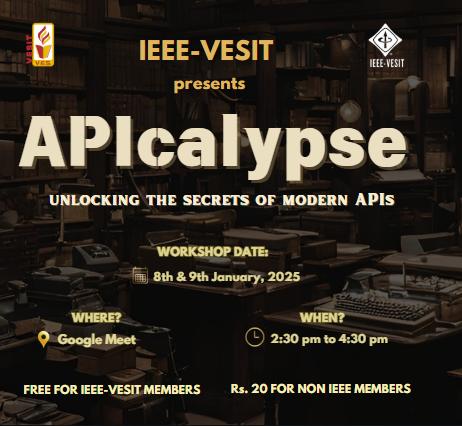 VESIT
V.E.S.
IEEE-VESIT
IEEE-VESIT
presents
APIcalypse
UNLOCKING THE SECRETS OF MODERN APIs
WORKSHOP DATE:
8th & 9th January, 2025
WHERE?
Google Meet
WHEN?
2:30 pm to 4:30 pm
FREE FOR IEEE-VESIT MEMBERS
Rs. 20 FOR NON IEEE MEMBERS